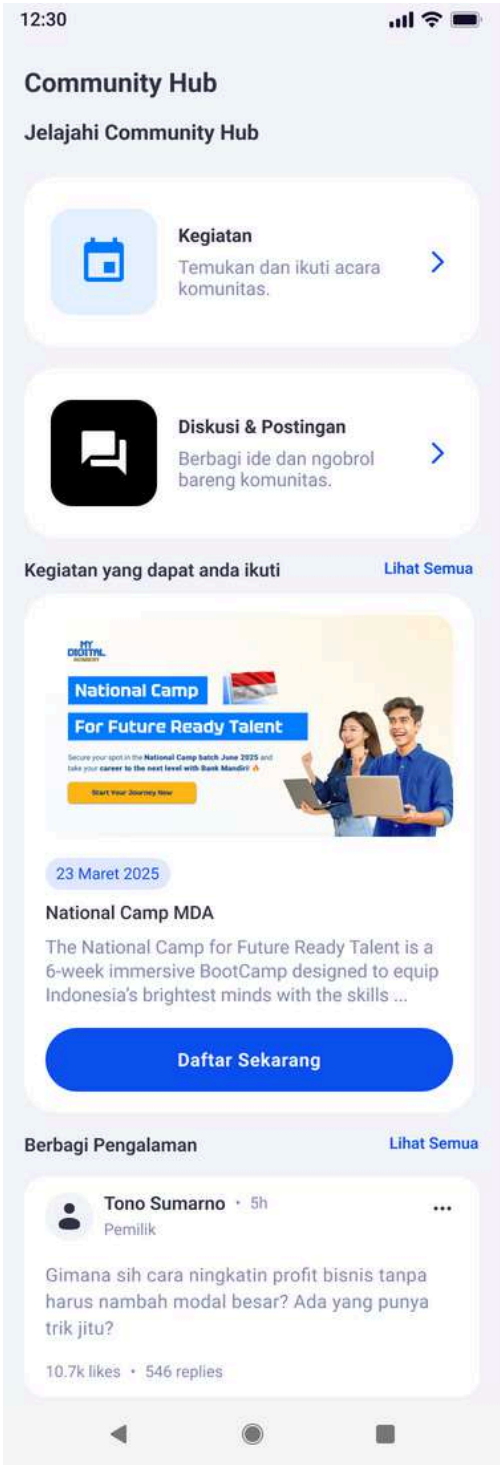 12:30
Community Hub
Jelajahi Community Hub
Kegiatan
Temukan dan ikuti acara
komunitas.
Diskusi & Postingan
Berbagi ide dan ngobrol
bareng komunitas.
Kegiatan yang dapat anda ikuti
Lihat Semua
MY
DIGITAL
ACADEMY
National Camp
For Future Ready Talent
Secure your spot in the National Camp batch June 2025 and
take your career to the next level with Bank Mandiri! 🔥
Start Your Journey Now
23 Maret 2025
National Camp MDA
The National Camp for Future Ready Talent is a
6-week immersive BootCamp designed to equip
Indonesia's brightest minds with the skills ...
Daftar Sekarang
Berbagi Pengalaman
Lihat Semua
Tono Sumarno • 5h
Pemilik
Gimana sih cara ningkatin profit bisnis tanpa
harus nambah modal besar? Ada yang punya
trik jitu?
10.7k likes • 546 replies